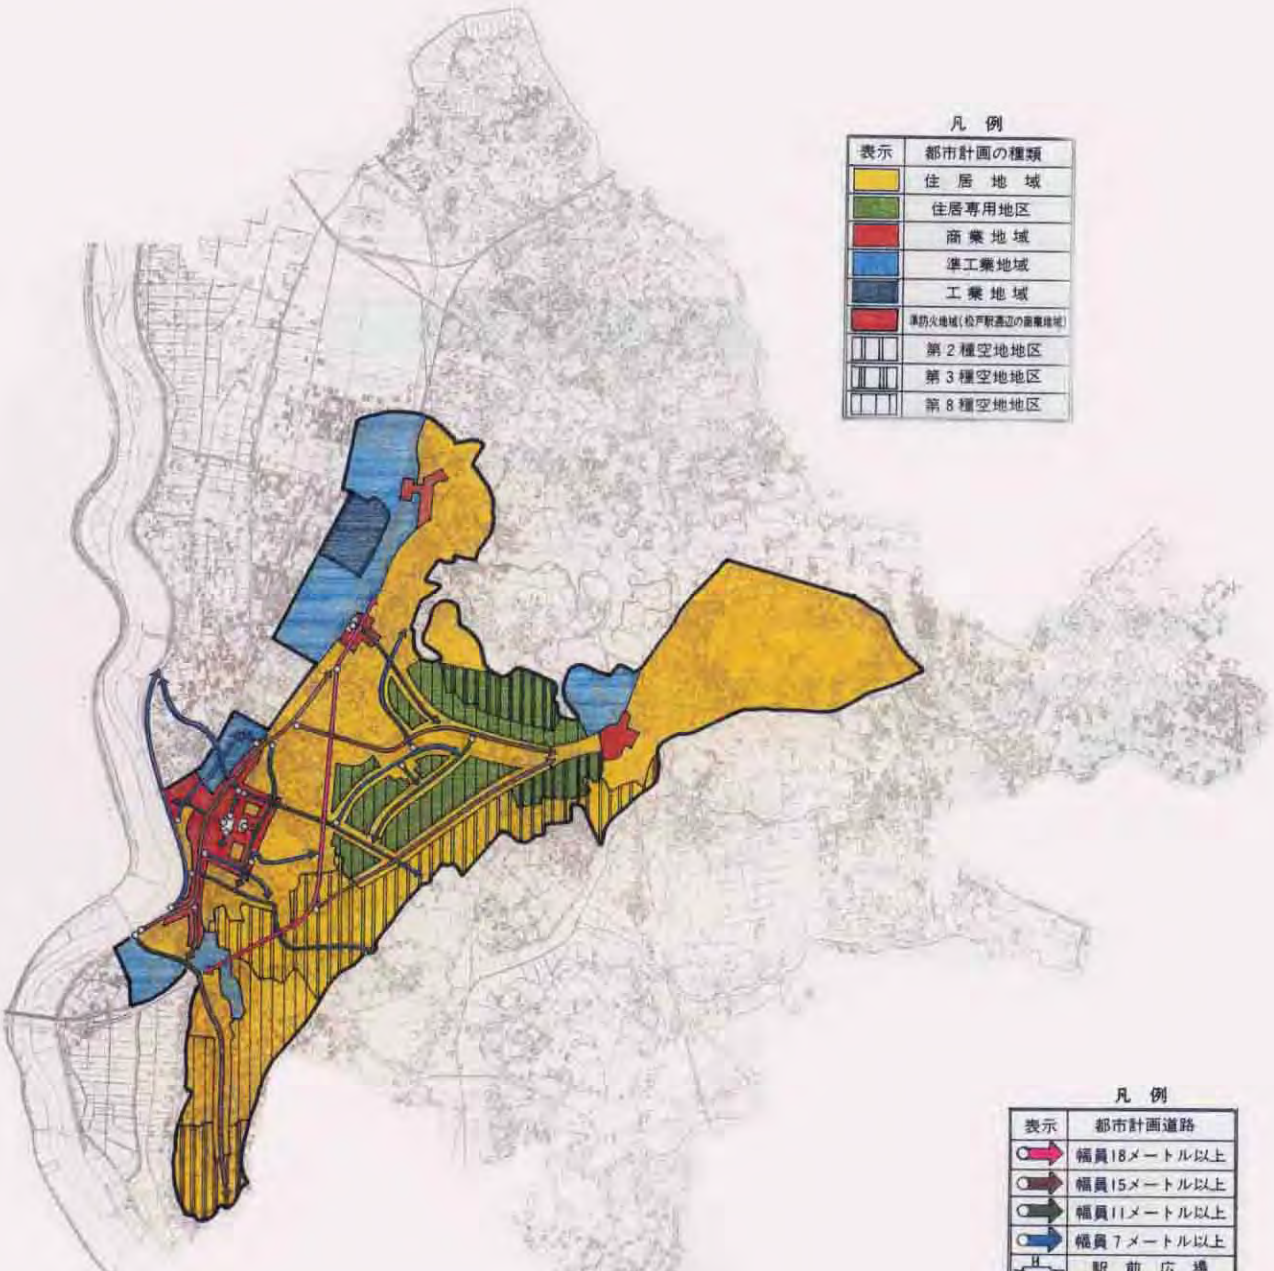 凡例
表示 都市計画の種類
住居地域
住居専用地区
商業地域
準工業地域
工業地域
準防火地域(松戸駅周辺の商業地域)
第2種空地地区
第3種空地地区
第8種空地地区
凡例
表示 都市計画道路
幅員18メートル以上
幅員15メートル以上
幅員11メートル以上
幅員7メートル以上
駅前広場